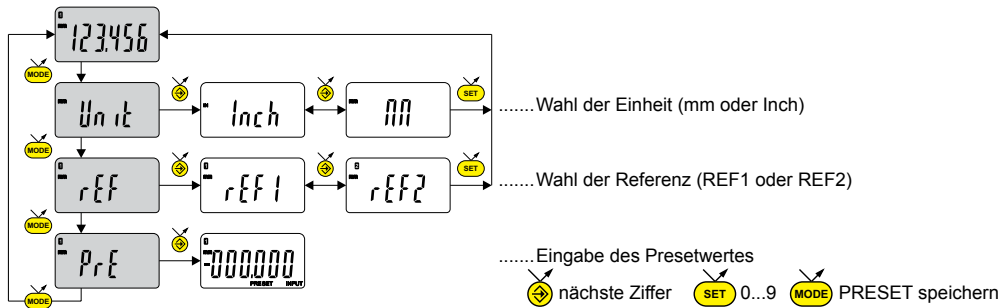 123.456
MODE
Unit Inch MM SET .......Wahl der Einheit (mm oder Inch)
MODE
rEF rEF1 rEF2 SET .......Wahl der Referenz (REF1 oder REF2)
MODE
PrE -000.000 PRESET INPUT .......Eingabe des Presetwertes
MODE nächste Ziffer SET 0...9 MODE PRESET speichern